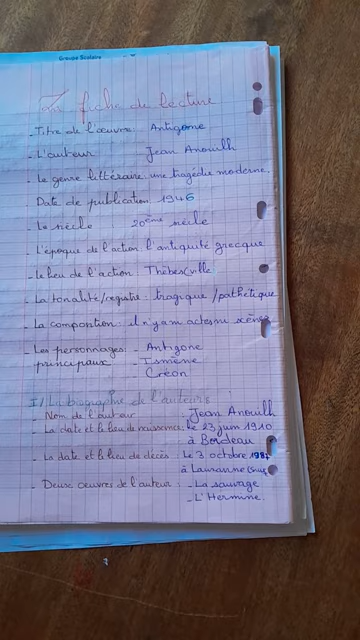 Groupe Scolaire
La fiche de lecture
- Titre de l'œuvre: Antigone
- L'auteur Jean Anouilh
- Le genre littéraire: une tragédie moderne.
Date de publication 1946
- Le siècle 20ème siècle
- L'époque de l'action: l'antiquité grecque
- Le lieu de l'action: Thèbes (ville)
- La tonalité/registre: tragique / pathétique
- La compostion: il n'y a ni actes ni scènes
- Les personnages: - Antigone
principaux - Ismène
- Créon
I / La biographie de l'auteurs
- Nom de l'auteur Jean Anouilh
- La date et le lieu de naissance: Le 23 juin 1910
à Bordeau
- La date et le lieu de décès: Le 3 octobre 1987
à Lausanne
- Deux oeuvres de l'auteur: - La sauvage
- L'Hermine.